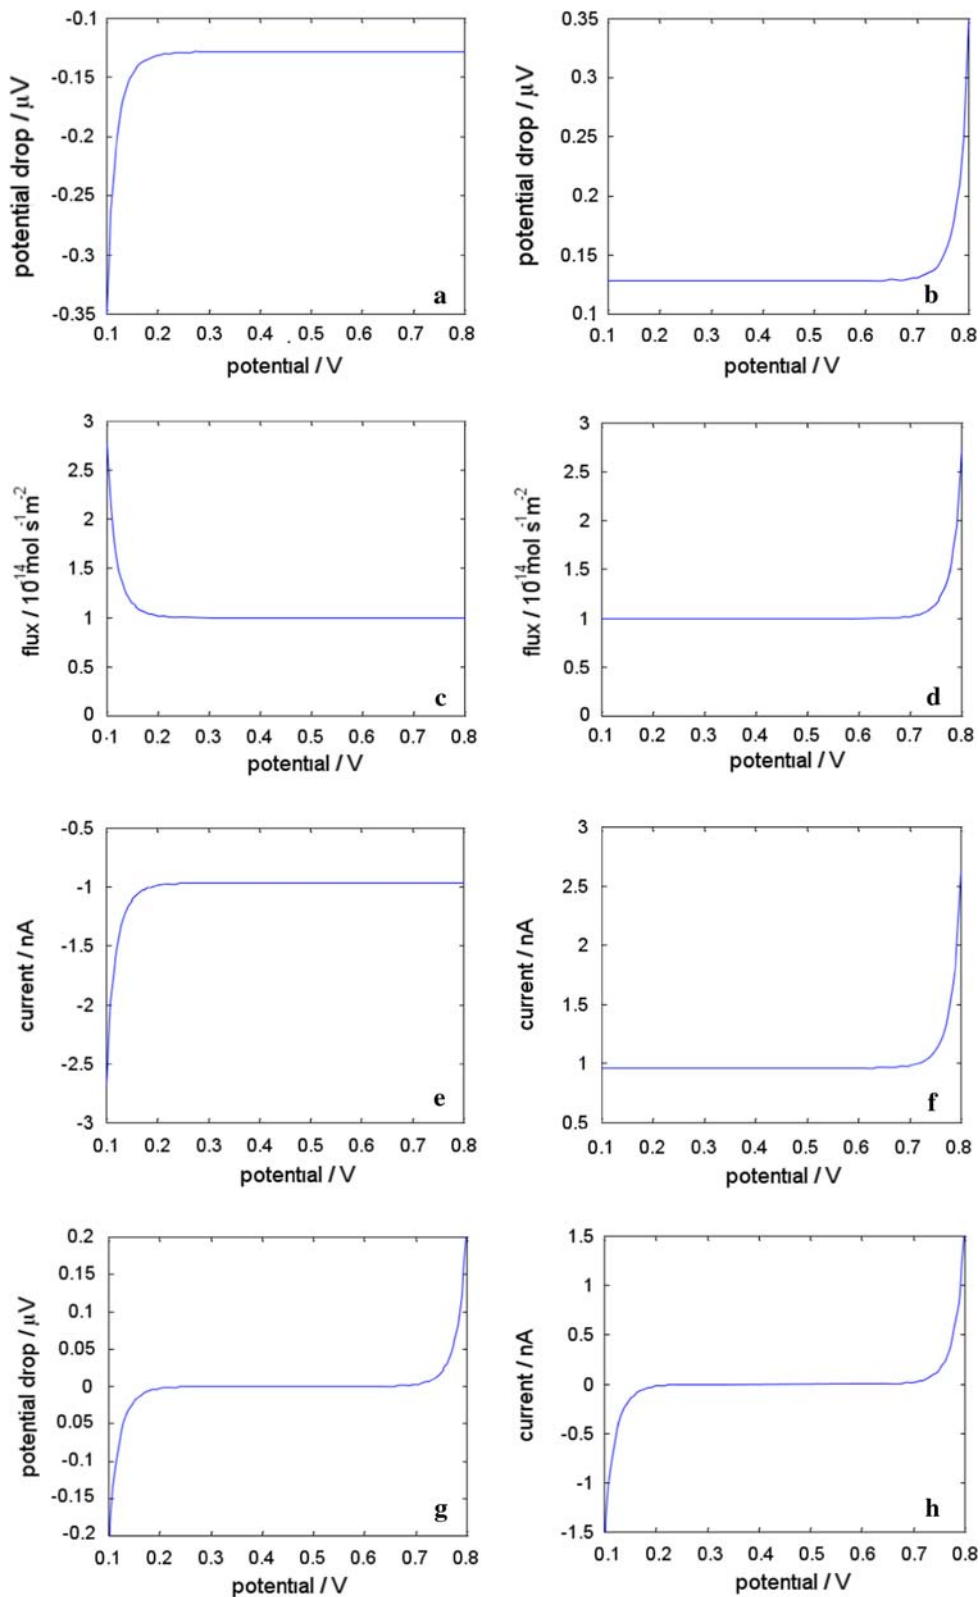 potential drop / μV
-0.1
-0.15
-0.2
-0.25
-0.3
-0.35
a
0.1 0.2 0.3 0.4 0.5 0.6 0.7 0.8
potential / V
potential drop / μV
0.35
0.3
0.25
0.2
0.15
0.1
b
0.1 0.2 0.3 0.4 0.5 0.6 0.7 0.8
potential / V
flux / 10⁻¹⁴mol s⁻¹m⁻²
3
2.5
2
1.5
1
0.5
0
c
0.1 0.2 0.3 0.4 0.5 0.6 0.7 0.8
potential / V
flux / 10⁻¹⁴mol s⁻¹m⁻²
3
2.5
2
1.5
1
0.5
0
d
0.1 0.2 0.3 0.4 0.5 0.6 0.7 0.8
potential / V
current / nA
-0.5
-1
-1.5
-2
-2.5
-3
e
0.1 0.2 0.3 0.4 0.5 0.6 0.7 0.8
potential / V
current / nA
3
2.5
2
1.5
1
0.5
f
0.1 0.2 0.3 0.4 0.5 0.6 0.7 0.8
potential / V
potential drop / μV
0.2
0.15
0.1
0.05
0
0.05
-0.1
-0.15
-0.2
g
0.1 0.2 0.3 0.4 0.5 0.6 0.7 0.8
potential / V
current / nA
1.5
1
0.5
0
-0.5
-1
-1.5
h
0.1 0.2 0.3 0.4 0.5 0.6 0.7 0.8
potential / V